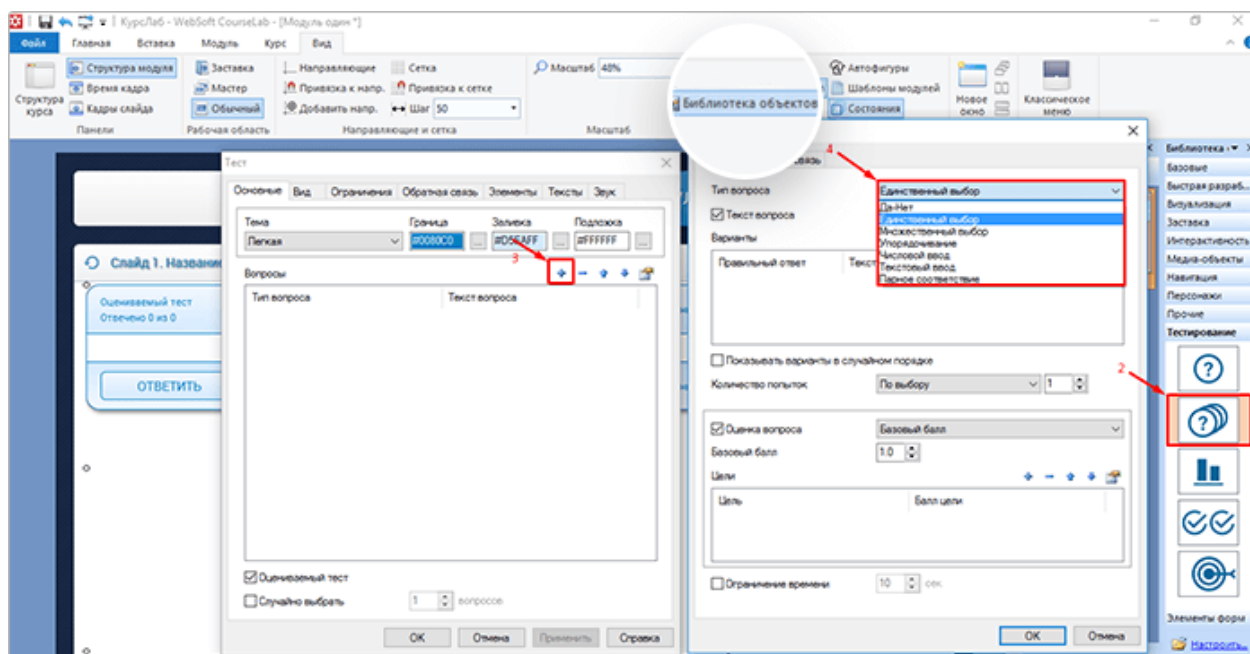 КурсЛаб - WebSoft CourseLab - [Модуль один *]
Файл Главная Вставка Модуль Курс Вид
Структура модуля Заставка Направляющие Сетка Масштаб 48% Автофигуры
Время кадра Мастер Привязка к напр. Привязка к сетке Библиотека объектов Шаблоны модулей
Структура курса Кадры слайда Обычный Добавить напр. Шаг 50 Состояния Новое окно Классическое меню
Панели Рабочая область Направляющие и сетка Масштаб
Тест
Основные Вид Ограничения Обратная связь Элементы Тексты Звук
Тема Граница Заливка Подложка
Легкая #0080C0 ... #D5EAFF ... #FFFFFF ...
3
Вопросы
Тип вопроса Текст вопроса
Оцениваемый тест
Случайно выбрать 1 вопросов
ОК Отмена Применить Справка
Слайд 1. Название
Оцениваемый тест
Отвечено 0 из 0
ОТВЕТИТЬ
4
связь
Тип вопроса Единственный выбор
Да-Нет
Единственный выбор
Множественный выбор
Упорядочивание
Числовой ввод
Текстовый ввод
Парное соответствие
Текст вопроса
Варианты
Правильный ответ Текст
Показывать варианты в случайном порядке
Количество попыток По выбору 1
Оценка вопроса Базовый балл
Базовый балл 1.0
Цели
Цель Балл цели
Ограничение времени 10 сек.
ОК Отмена
2
Библиотека
Базовые
Быстрая разраб...
Визуализация
Заставка
Интерактивность
Медиа-объекты
Навигация
Персонажи
Прочие
Тестирование
Элементы форм
Настроить...